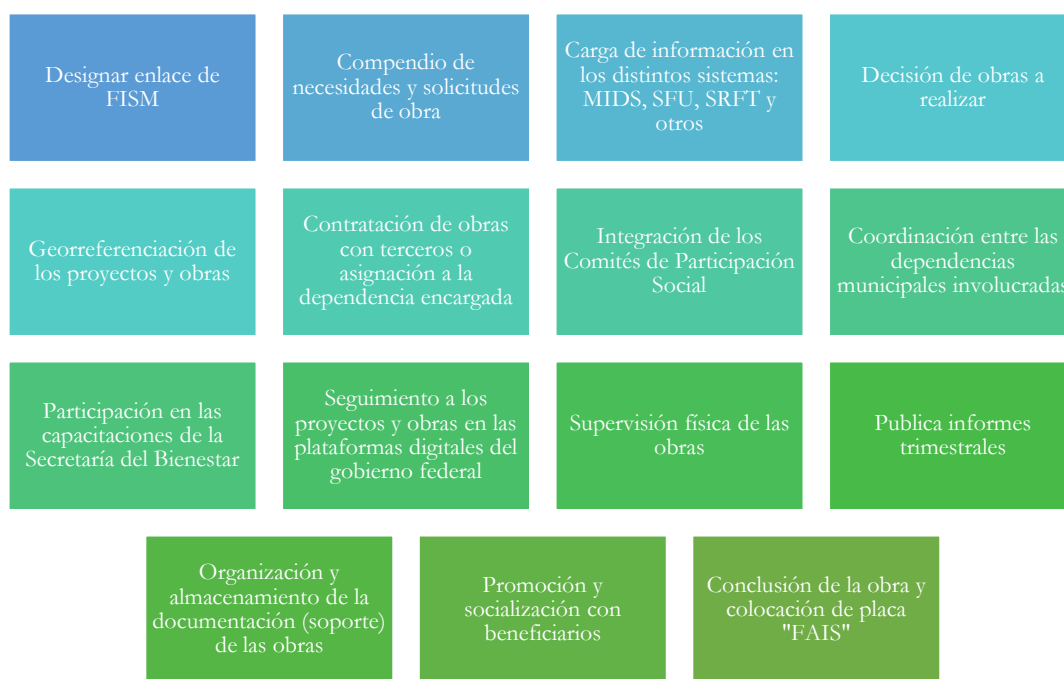 Designar enlace de
FISM
Compendio de
necesidades y solicitudes
de obra
Carga de información en
los distintos sistemas:
MIDS, SFU, SRFT y
otros
Decisión de obras a
realizar
Georreferenciación de
los proyectos y obras
Contratación de obras
con terceros o
asignación a la
dependencia encargada
Integración de los
Comités de Participación
Social
Coordinación entre las
dependencias
municipales involucradas
Participación en las
capacitaciones de la
Secretaría del Bienestar
Seguimiento a los
proyectos y obras en las
plataformas digitales del
gobierno federal
Supervisión física de las
obras
Publica informes
trimestrales
Organización y
almacenamiento de la
documentación (soporte)
de las obras
Promoción y
socialización con
beneficiarios
Conclusión de la obra y
colocación de placa
"FAIS"